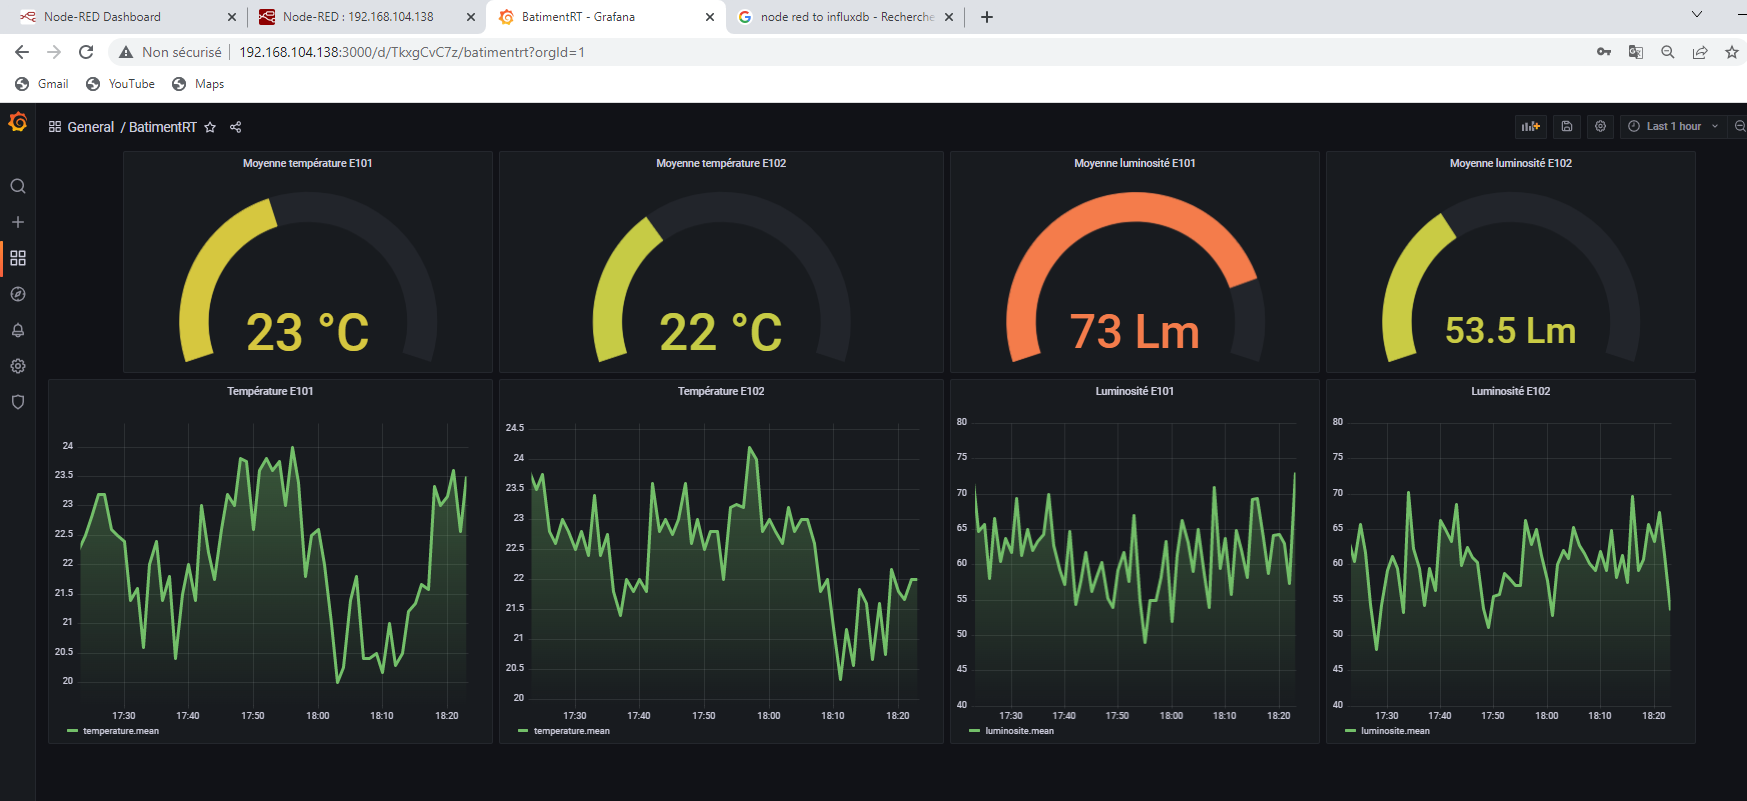 Node-RED Dashboard
Node-RED : 192.168.104.138
BatimentRT - Grafana
node red to influxdb - Recherche
Non sécurisé
192.168.104.138:3000/d/TkxgCvC7z/batimentrt?orgId=1
Gmail
YouTube
Maps
General / BatimentRT
Last 1 hour
Moyenne température E101
23 °C
Moyenne température E102
22 °C
Moyenne luminosité E101
73 Lm
Moyenne luminosité E102
53.5 Lm
Température E101
24
23.5
23
22.5
22
21.5
21
20.5
20
17:30 17:40 17:50 18:00 18:10 18:20
temperature.mean
Température E102
24.5
24
23.5
23
22.5
22
21.5
21
20.5
20
17:30 17:40 17:50 18:00 18:10 18:20
temperature.mean
Luminosité E101
80
75
70
65
60
55
50
45
40
17:30 17:40 17:50 18:00 18:10 18:20
luminosite.mean
Luminosité E102
80
75
70
65
60
55
50
45
40
17:30 17:40 17:50 18:00 18:10 18:20
luminosite.mean